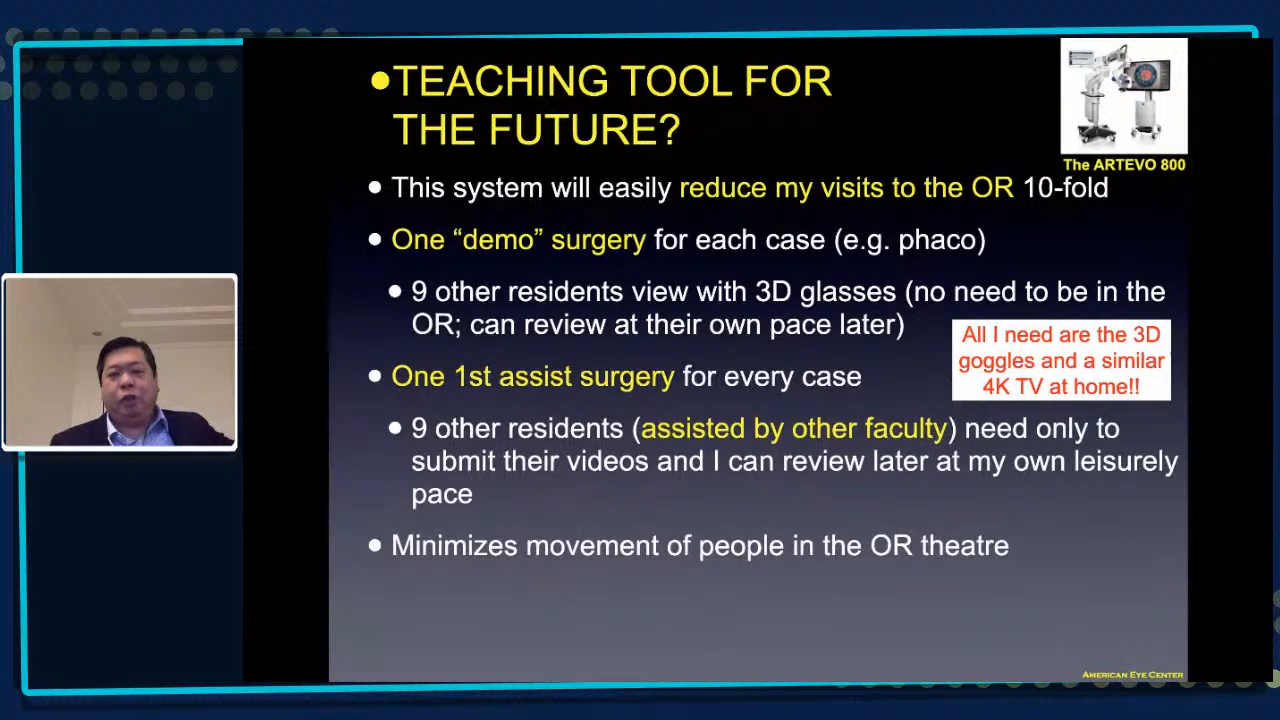 •TEACHING TOOL FOR
THE FUTURE?
The ARTEVO 800
• This system will easily reduce my visits to the OR 10-fold
• One “demo” surgery for each case (e.g. phaco)
• 9 other residents view with 3D glasses (no need to be in the
OR; can review at their own pace later)
All I need are the 3D
goggles and a similar
4K TV at home!!
• One 1st assist surgery for every case
• 9 other residents (assisted by other faculty) need only to
submit their videos and I can review later at my own leisurely
pace
• Minimizes movement of people in the OR theatre
AMERICAN EYE CENTER